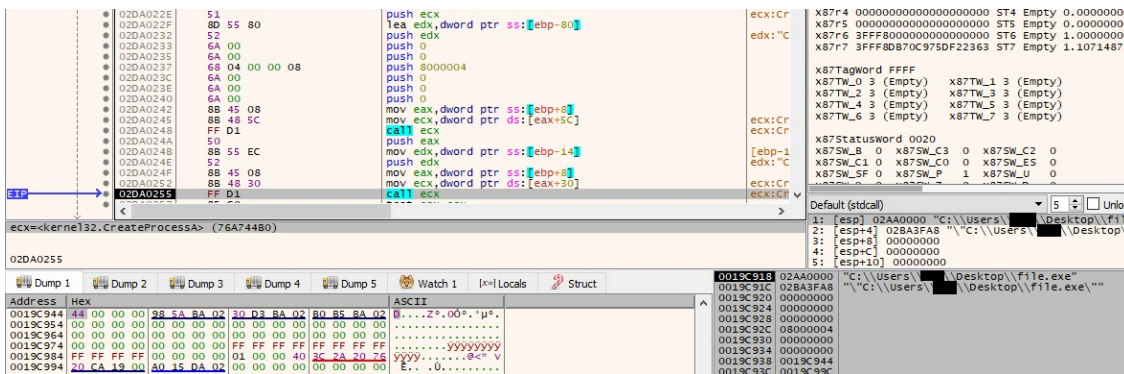 02DA022E 51 push ecx ecx:Cr
02DA022F 8D 55 80 lea edx,dword ptr ss:[ebp-80]
02DA0232 52 push edx edx:"C
02DA0233 6A 00 push 0
02DA0235 6A 00 push 0
02DA0237 68 04 00 00 08 push 8000004
02DA023C 6A 00 push 0
02DA023E 6A 00 push 0
02DA0240 6A 00 push 0
02DA0242 8B 45 08 mov eax,dword ptr ss:[ebp+8]
02DA0245 8B 48 5C mov ecx,dword ptr ds:[eax+5C] ecx:Cr
02DA0248 FF D1 call ecx ecx:Cr
02DA024A 50 push eax
02DA024B 8B 55 EC mov edx,dword ptr ss:[ebp-14] [ebp-1
02DA024E 52 push edx edx:"C
02DA024F 8B 45 08 mov eax,dword ptr ss:[ebp+8]
02DA0252 8B 48 30 mov ecx,dword ptr ds:[eax+30] ecx:Cr
EIP 02DA0255 FF D1 call ecx ecx:Cr
ecx=<kernel32.CreateProcessA> (76A744B0)
02DA0255
x87r4 00000000000000000000 ST4 Empty 0.0000000
x87r5 00000000000000000000 ST5 Empty 0.0000000
x87r6 3FFF8000000000000000 ST6 Empty 1.0000000
x87r7 3FFF8DB70C975DF22363 ST7 Empty 1.1071487
x87TagWord FFFF
x87TW_0 3 (Empty) x87TW_1 3 (Empty)
x87TW_2 3 (Empty) x87TW_3 3 (Empty)
x87TW_4 3 (Empty) x87TW_5 3 (Empty)
x87TW_6 3 (Empty) x87TW_7 3 (Empty)
x87StatusWord 0020
x87SW_B 0 x87SW_C3 0 x87SW_C2 0
x87SW_C1 0 x87SW_C0 0 x87SW_ES 0
x87SW_SF 0 x87SW_P 1 x87SW_U 0
Default (stdcall) 5 Unlo
1: [esp] 02AA0000 "C:\\Users\ \\Desktop\\fil
2: [esp+4] 02BA3FA8 "\"C:\\Users\ \\Desktop\
3: [esp+8] 00000000
4: [esp+C] 00000000
5: [esp+10] 00000000
Dump 1 Dump 2 Dump 3 Dump 4 Dump 5 Watch 1 [x=] Locals Struct
Address Hex ASCII
0019C944 44 00 00 00 98 5A BA 02 30 D3 BA 02 B0 B5 BA 02 D....Zº.0Óº.°µº.
0019C954 00 00 00 00 00 00 00 00 00 00 00 00 00 00 00 00 ................
0019C964 00 00 00 00 00 00 00 00 00 00 00 00 00 00 00 00 ................
0019C974 00 00 00 00 00 00 00 00 FF FF FF FF FF FF FF FF ........ÿÿÿÿÿÿÿÿ
0019C984 FF FF FF FF 00 00 00 00 01 00 00 40 3C 2A 20 76 ÿÿÿÿ.......@<* v
0019C994 20 CA 19 00 A0 15 DA 02 00 00 00 00 00 00 00 00 Ê.. .Ú.........
0019C918 02AA0000 "C:\\Users\ \\Desktop\\file.exe"
0019C91C 02BA3FA8 "\"C:\\Users\ \\Desktop\\file.exe\""
0019C920 00000000
0019C924 00000000
0019C928 00000000
0019C92C 08000004
0019C930 00000000
0019C934 00000000
0019C938 0019C944
0019C93C 0019C99C